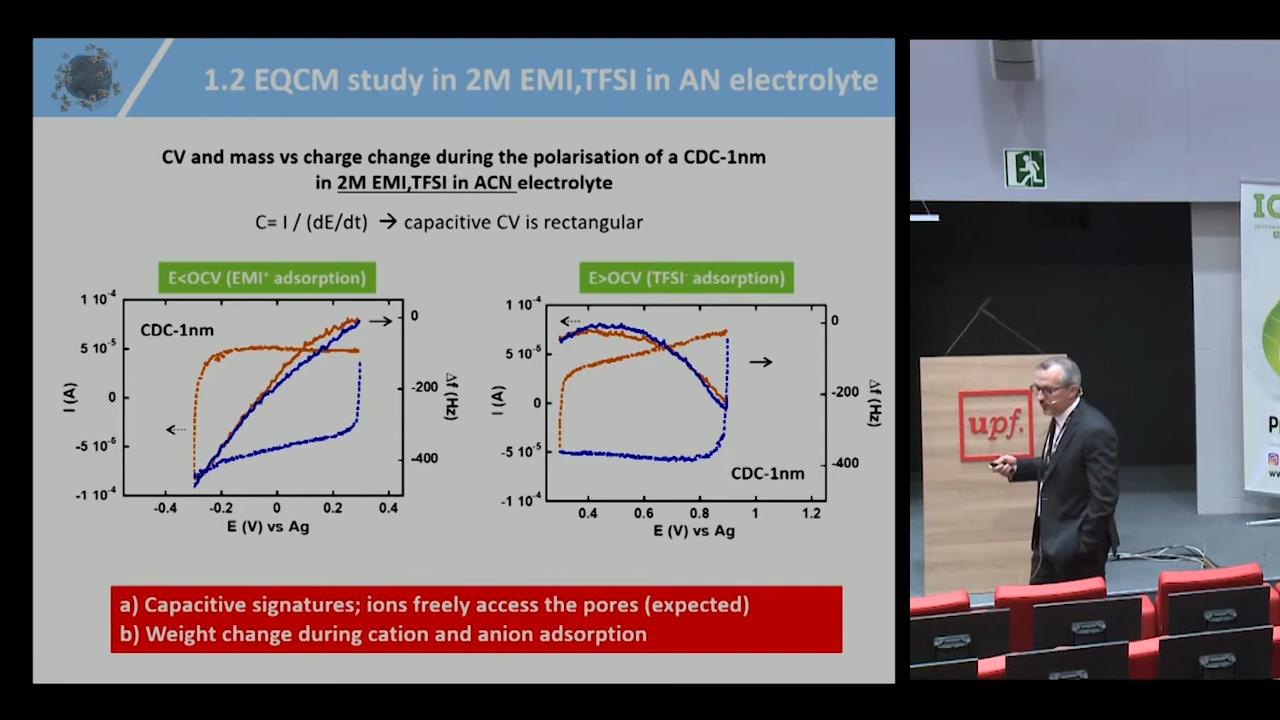 1.2 EQCM study in 2M EMI,TFSI in AN electrolyte
CV and mass vs charge change during the polarisation of a CDC-1nm
in 2M EMI,TFSI in ACN electrolyte
C= I / (dE/dt) → capacitive CV is rectangular
E<OCV (EMI⁺ adsorption)
1 10⁻⁴
5 10⁻⁵
0
-5 10⁻⁶
-1 10⁻⁴
I (A)
CDC-1nm
0
-200
-400
Δf (Hz)
-0.4 -0.2 0 0.2 0.4
E (V) vs Ag
E>OCV (TFSI⁻ adsorption)
1 10⁻⁴
5 10⁻⁶
0
-5 10⁻⁵
-1 10⁻⁴
I (A)
CDC-1nm
0
-200
-400
Δf (Hz)
0.4 0.6 0.8 1 1.2
E (V) vs Ag
a) Capacitive signatures; ions freely access the pores (expected)
b) Weight change during cation and anion adsorption
upf.